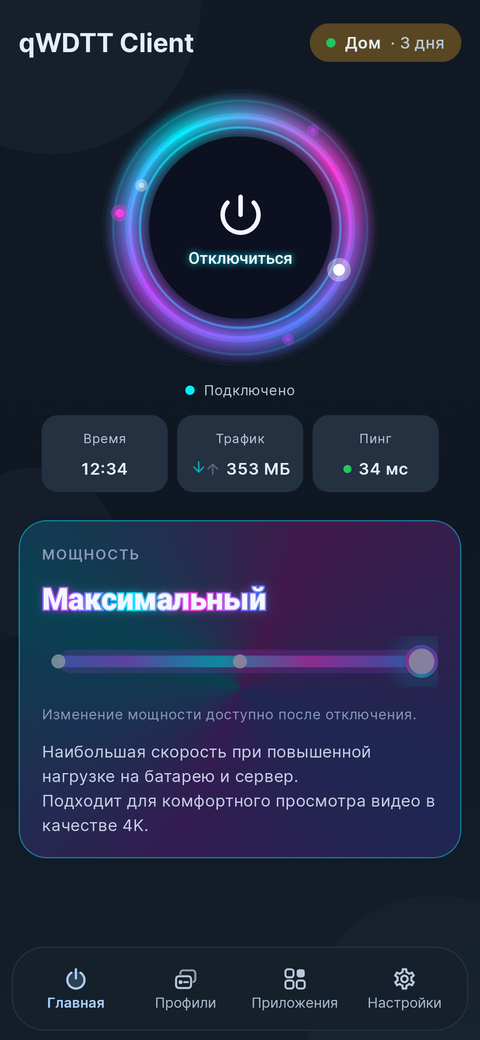 qWDTT Client
Дом · 3 дня
Отключиться
Подключено
Время
Трафик
Пинг
12:34
353 МБ
34 мс
МОЩНОСТЬ
Максимальный
Изменение мощности доступно после отключения.
Наибольшая скорость при повышенной
нагрузке на батарею и сервер.
Подходит для комфортного просмотра видео в
качестве 4K.
Главная
Профили
Приложения
Настройки